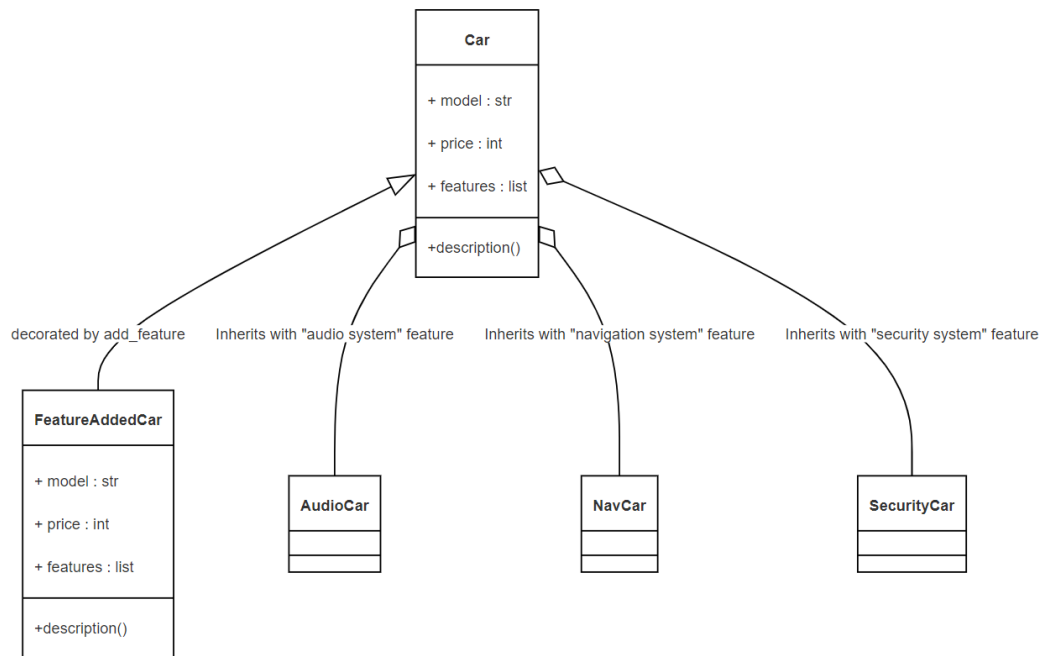 Car
+ model : str
+ price : int
+ features : list
+description()
decorated by add_feature
Inherits with "audio system" feature
Inherits with "navigation system" feature
Inherits with "security system" feature
FeatureAddedCar
+ model : str
+ price : int
+ features : list
+description()
AudioCar
NavCar
SecurityCar